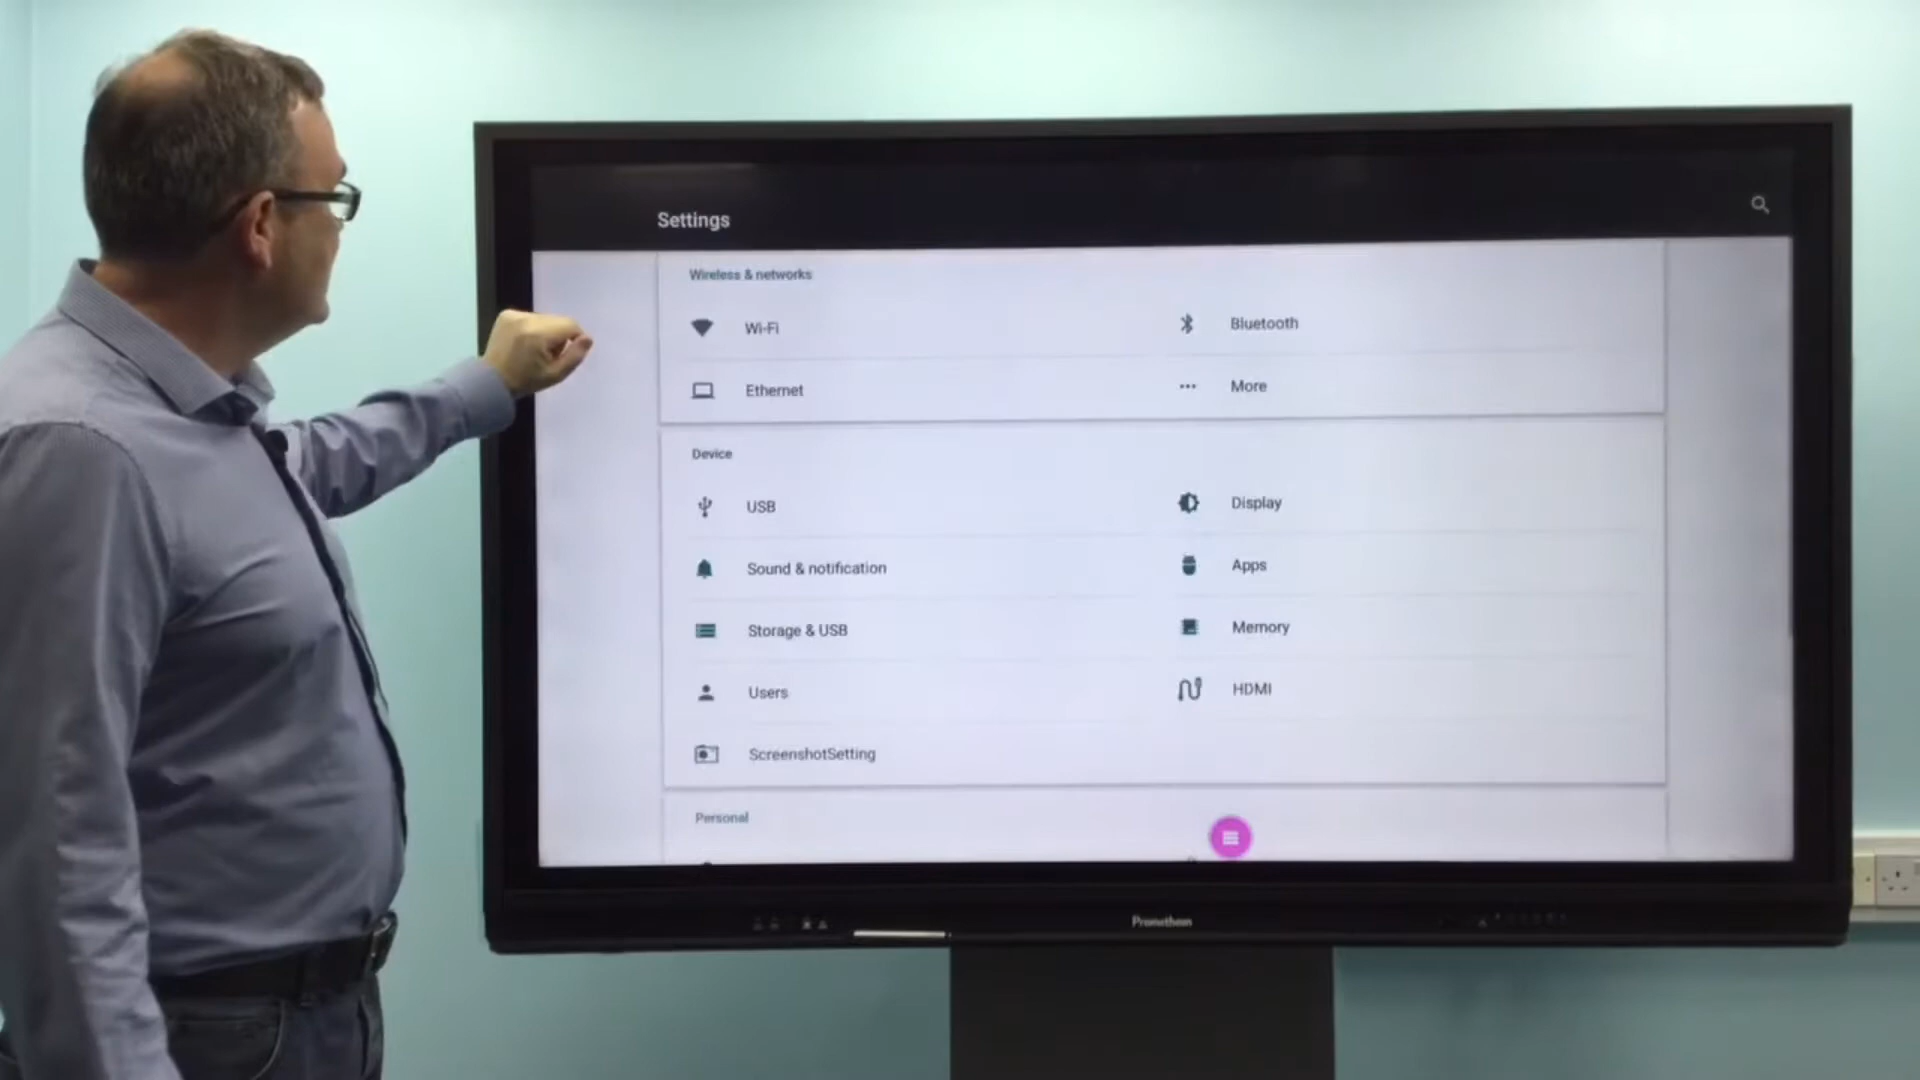 Settings
Wireless & networks
Wi-Fi
Bluetooth
Ethernet
More
Device
USB
Display
Sound & notification
Apps
Storage & USB
Memory
Users
HDMI
ScreenshotSetting
Personal
Promethean